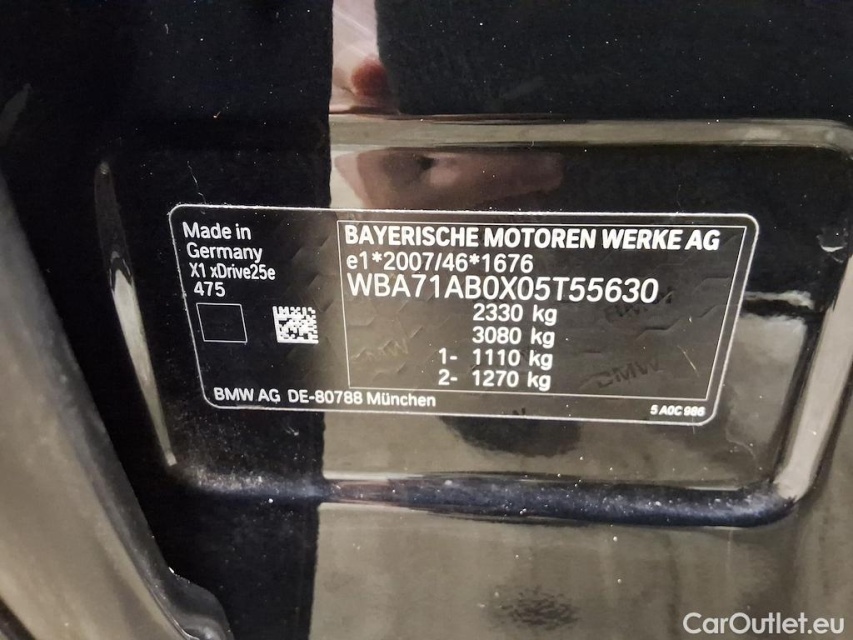 Made in
Germany
X1 xDrive25e
475
BAYERISCHE MOTOREN WERKE AG
e1*2007/46*1676
WBA71AB0X05T55630
2330 kg
3080 kg
1- 1110 kg
2- 1270 kg
BMW AG DE-80788 München
5 A0C 986
BMW
CarOutlet.eu